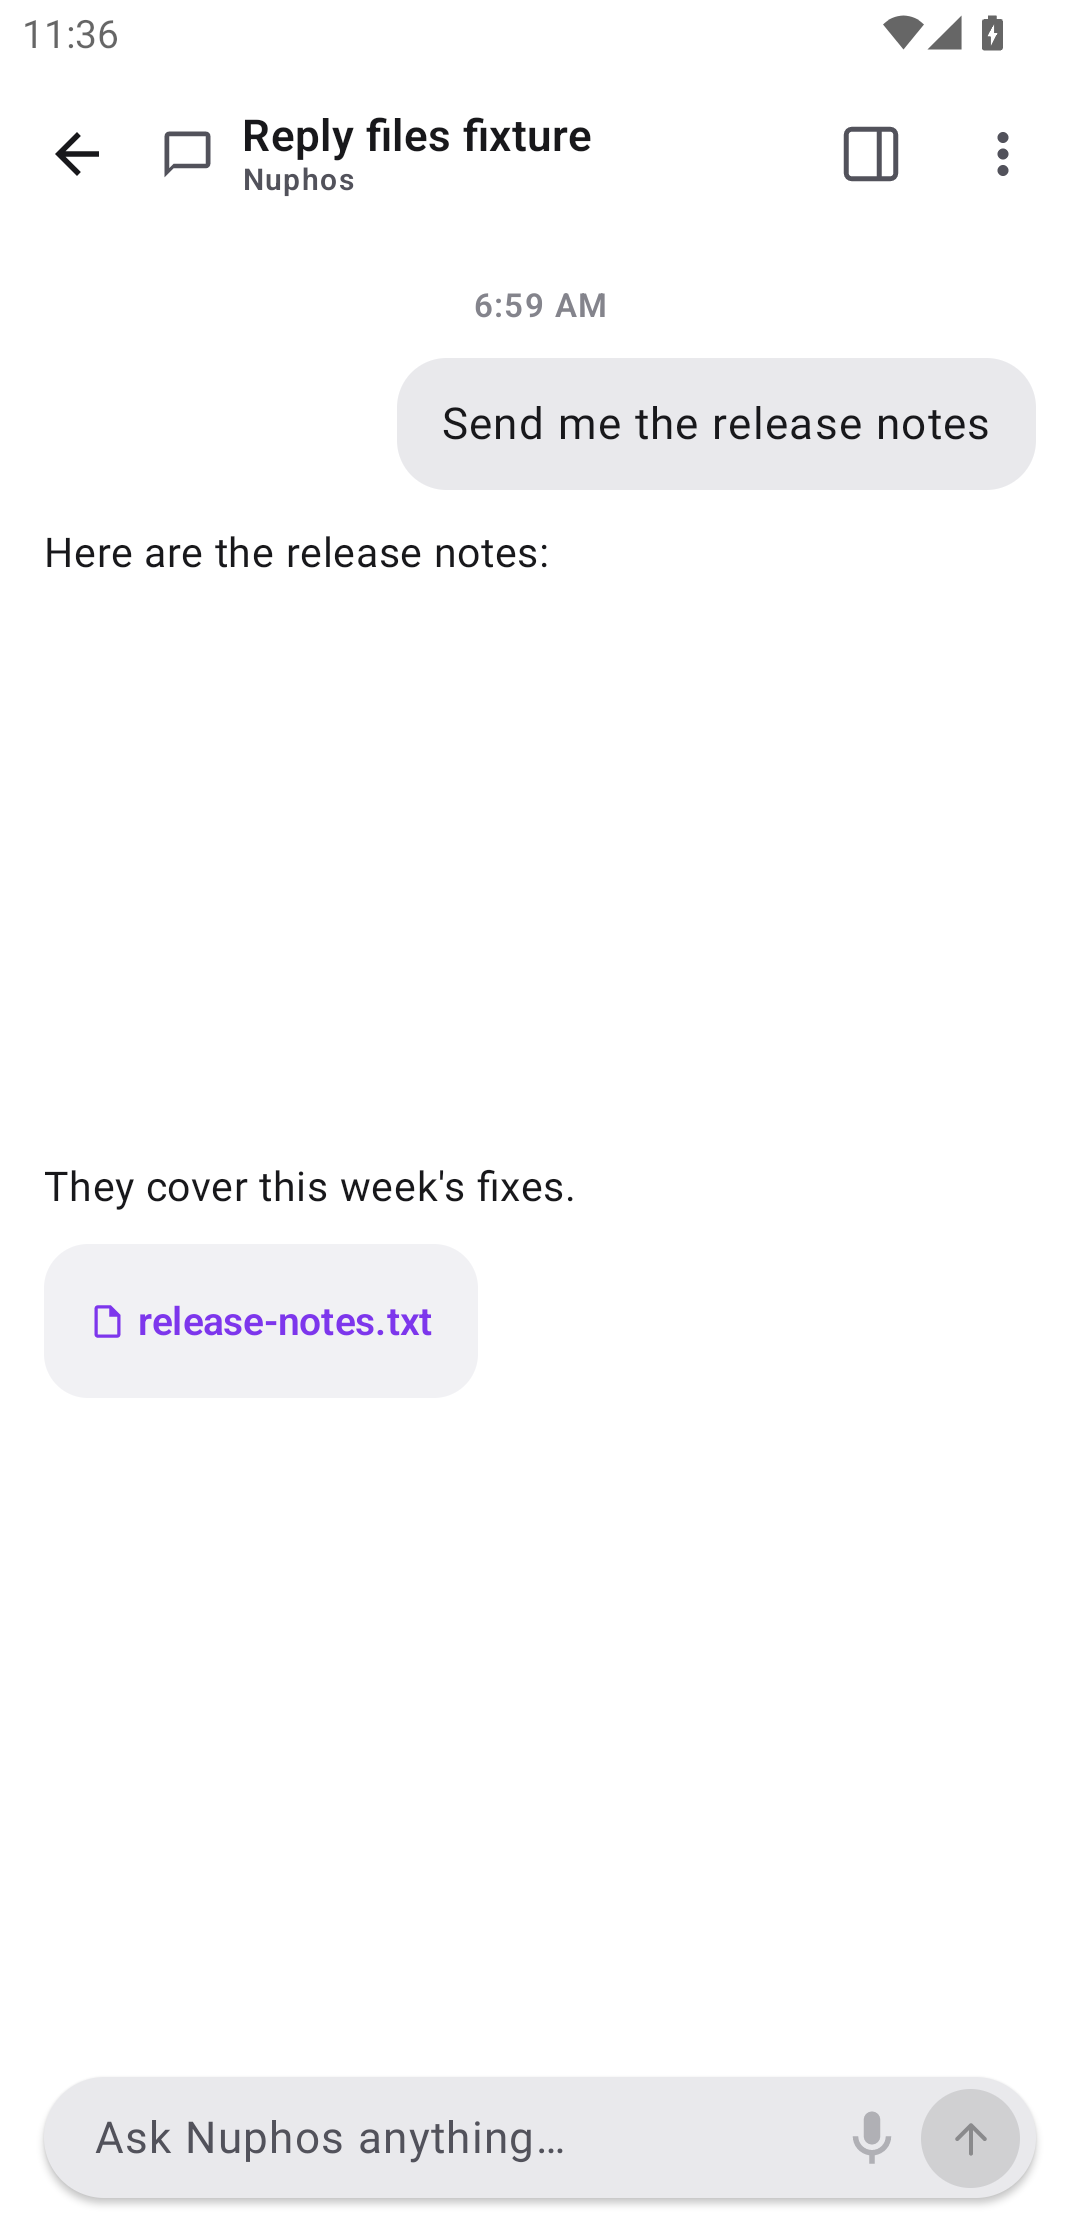 11:36
Reply files fixture
Nuphos
6:59 AM
Send me the release notes
Here are the release notes:
They cover this week's fixes.
release-notes.txt
Ask Nuphos anything…